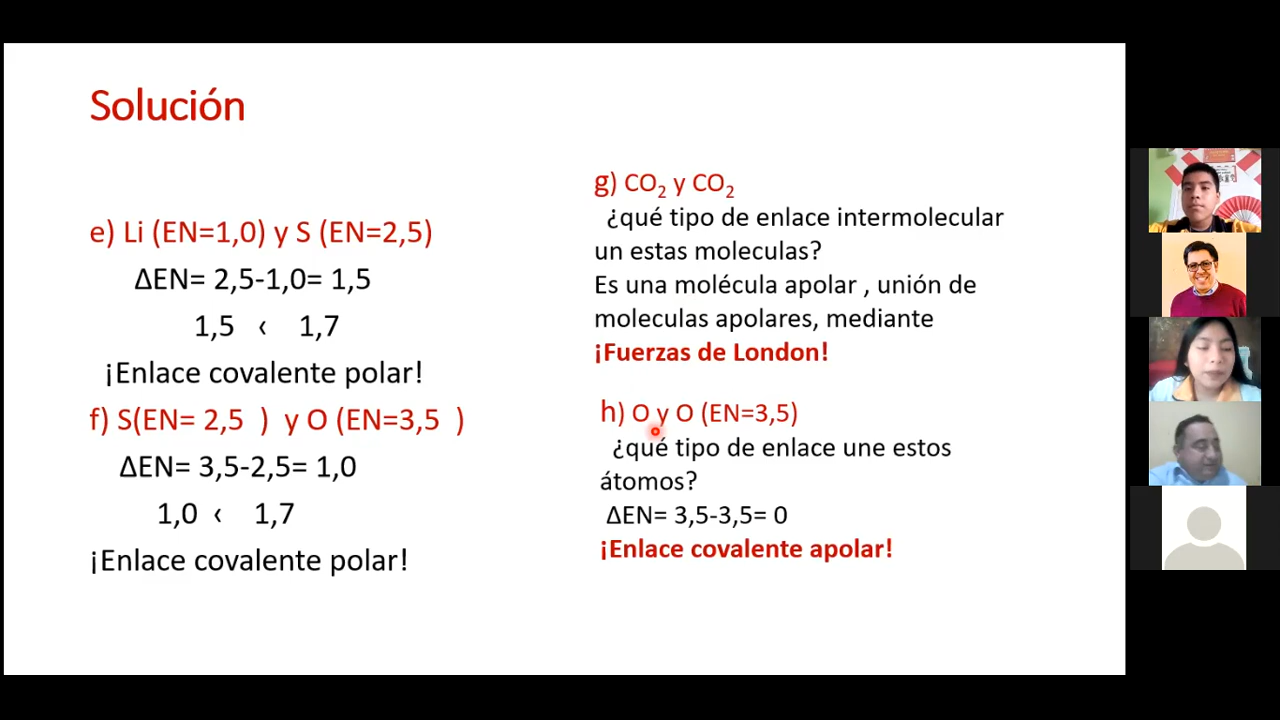 Solución
e) Li (EN=1,0) y S (EN=2,5)
ΔEN= 2,5-1,0= 1,5
1,5 ‹ 1,7
¡Enlace covalente polar!
f) S(EN= 2,5 ) y O (EN=3,5 )
ΔEN= 3,5-2,5= 1,0
1,0 ‹ 1,7
¡Enlace covalente polar!
g) CO₂ y CO₂
¿qué tipo de enlace intermolecular
un estas moleculas?
Es una molécula apolar , unión de
moleculas apolares, mediante
¡Fuerzas de London!
h) O y O (EN=3,5)
¿qué tipo de enlace une estos
átomos?
ΔEN= 3,5-3,5= 0
¡Enlace covalente apolar!